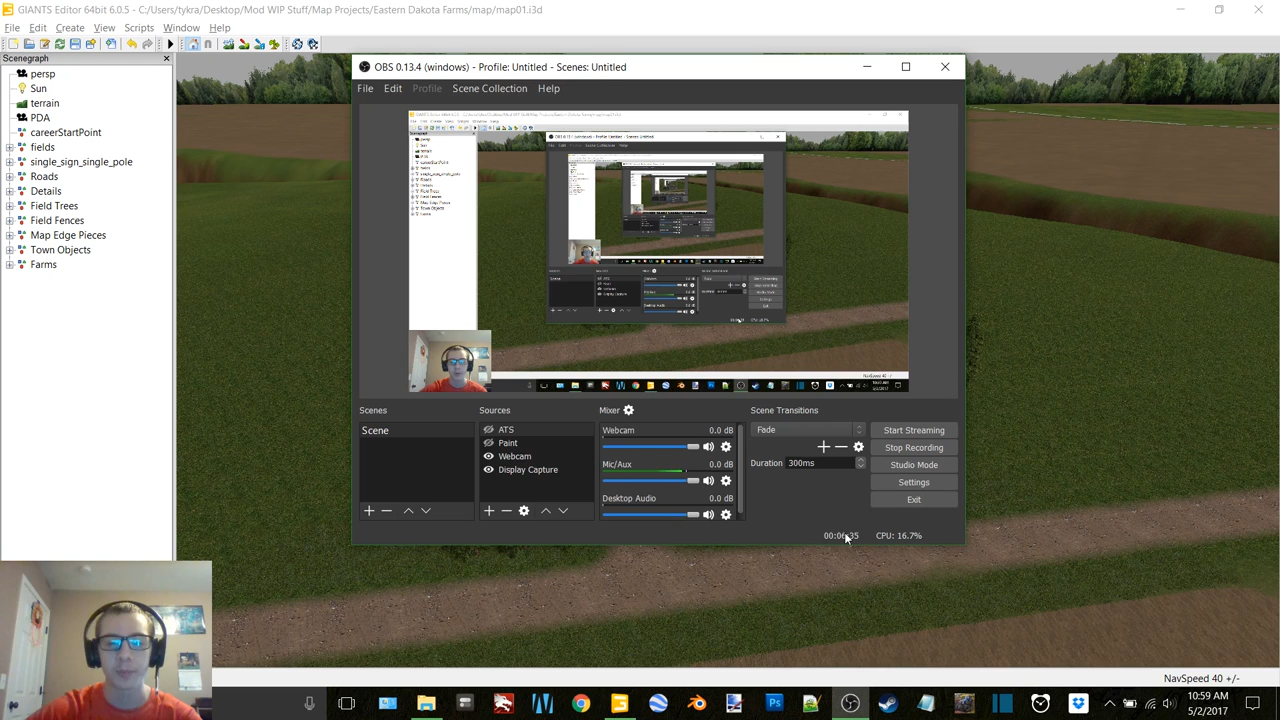 GIANTS Editor 64bit 6.0.5 - C:/Users/tykra/Desktop/Mod WIP Stuff/Map Projects/Eastern Dakota Farms/map/map01.i3d
File Edit Create View Scripts Window Help
Scenegraph
persp
Sun
terrain
PDA
careerStartPoint
fields
single_sign_single_pole
Roads
Details
Field Trees
Field Fences
Map Edge Pieces
Town Objects
Farms
OBS 0.13.4 (windows) - Profile: Untitled - Scenes: Untitled
File Edit Profile Scene Collection Help
Scenes
Scene
Sources
ATS
Paint
Webcam
Display Capture
Mixer
Webcam 0.0 dB
Mic/Aux 0.0 dB
Desktop Audio 0.0 dB
Scene Transitions
Fade
Duration 300ms
Start Streaming
Stop Recording
Studio Mode
Settings
Exit
00:06:35 CPU: 16.7%
NavSpeed 40 +/-
Ps
10:59 AM
5/2/2017